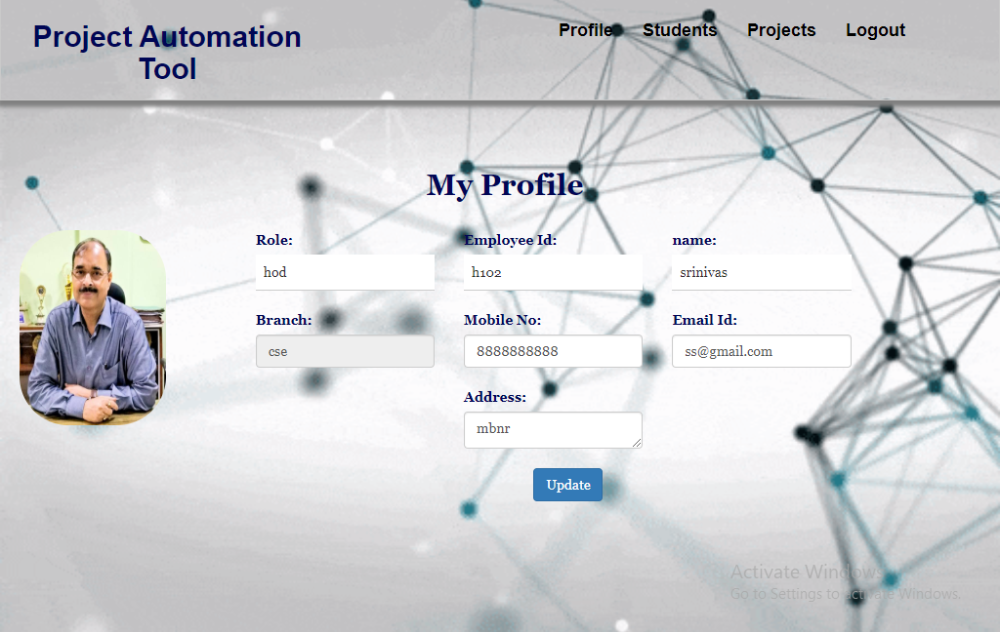 Project Automation
Tool
Profile Students Projects Logout
My Profile
Role: Employee Id: name:
hod h102 srinivas
Branch: Mobile No: Email Id:
cse 8888888888 ss@gmail.com
Address:
mbnr
Update
Activate Windows
Go to Settings to activate Windows.